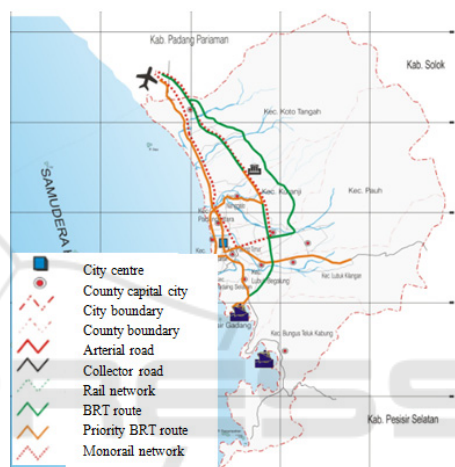 Kab. Padang Pariaman
Kab. Solok
Kec. Koto Tangah
Kec. Kuranji
Kec. Pauh
SAMUDERA
Kec. Lubuk Kilangan
Kec. Bungus Teluk Kabung
Kab. Pesisir Selatan
City centre
County capital city
City boundary
County boundary
Arterial road
Collector road
Rail network
BRT route
Priority BRT route
Monorail network